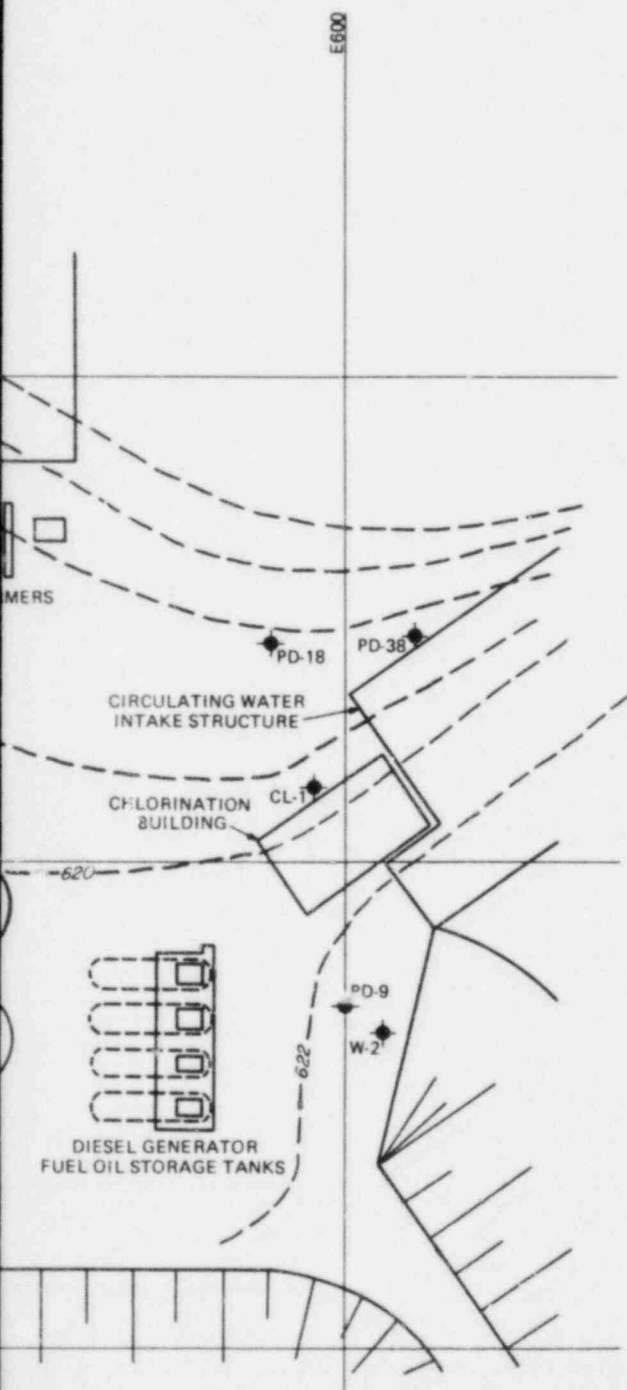 E600
MERS
PD-18
PD-38
CIRCULATING WATER
INTAKE STRUCTURE
CL-1
CHLORINATION
BUILDING
620
PD-9
W-2
622
DIESEL GENERATOR
FUEL OIL STORAGE TANKS